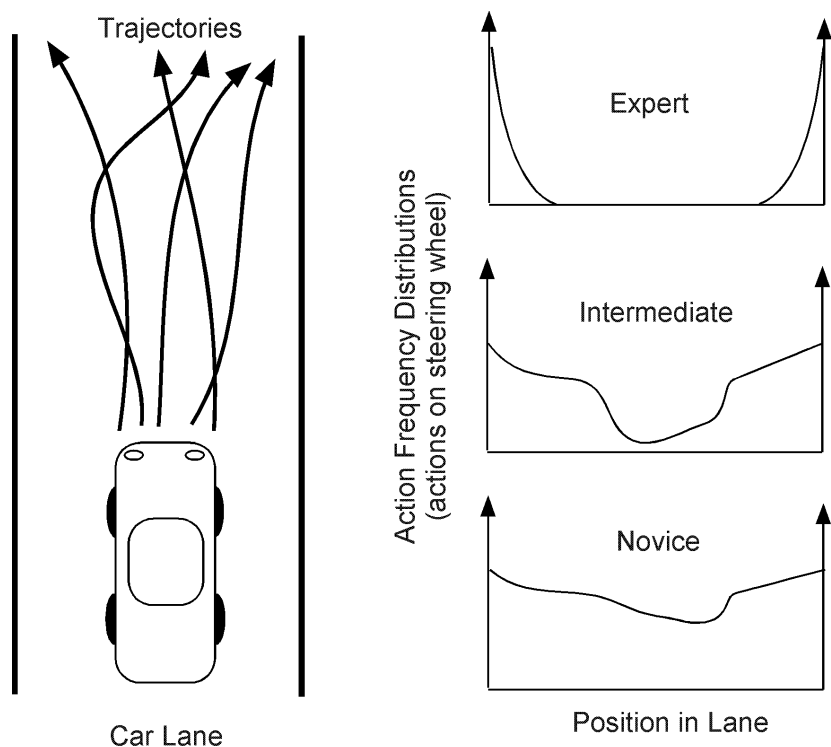 Trajectories
Car Lane
Action Frequency Distributions
(actions on steering wheel)
Expert
Intermediate
Novice
Position in Lane